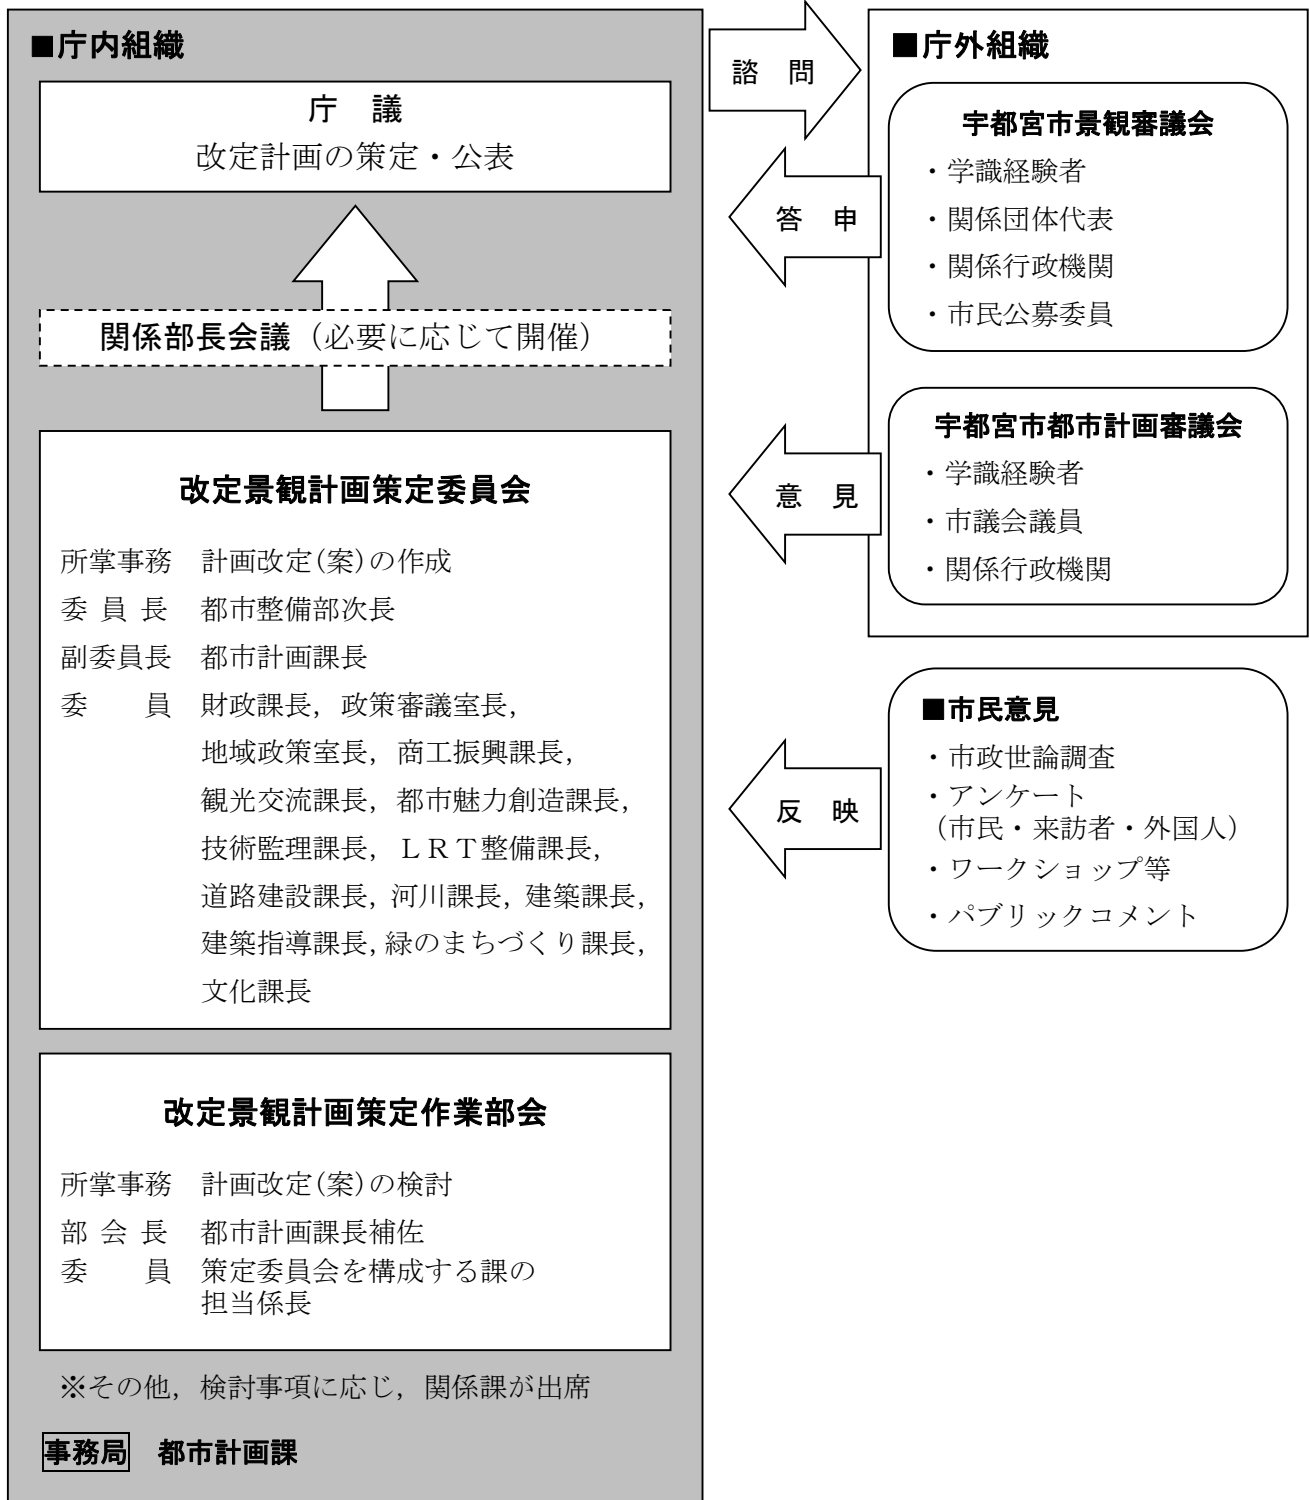 ■庁内組織
庁　議
改定計画の策定・公表
関係部長会議（必要に応じて開催）
改定景観計画策定委員会
所掌事務　計画改定(案)の作成
委 員 長　都市整備部次長
副委員長　都市計画課長
委　　員　財政課長，政策審議室長，
地域政策室長，商工振興課長，
観光交流課長，都市魅力創造課長，
技術監理課長，ＬＲＴ整備課長，
道路建設課長，河川課長，建築課長，
建築指導課長，緑のまちづくり課長，
文化課長
改定景観計画策定作業部会
所掌事務　計画改定(案)の検討
部 会 長　都市計画課長補佐
委　　員　策定委員会を構成する課の
担当係長
※その他，検討事項に応じ，関係課が出席
事務局　都市計画課
諮　問
答　申
意　見
反　映
■庁外組織
宇都宮市景観審議会
・学識経験者
・関係団体代表
・関係行政機関
・市民公募委員
宇都宮市都市計画審議会
・学識経験者
・市議会議員
・関係行政機関
■市民意見
・市政世論調査
・アンケート
（市民・来訪者・外国人）
・ワークショップ等
・パブリックコメント